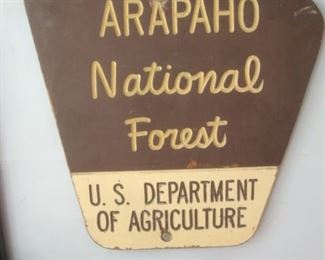 ARAPAHO
National
Forest
U. S. DEPARTMENT
OF AGRICULTURE